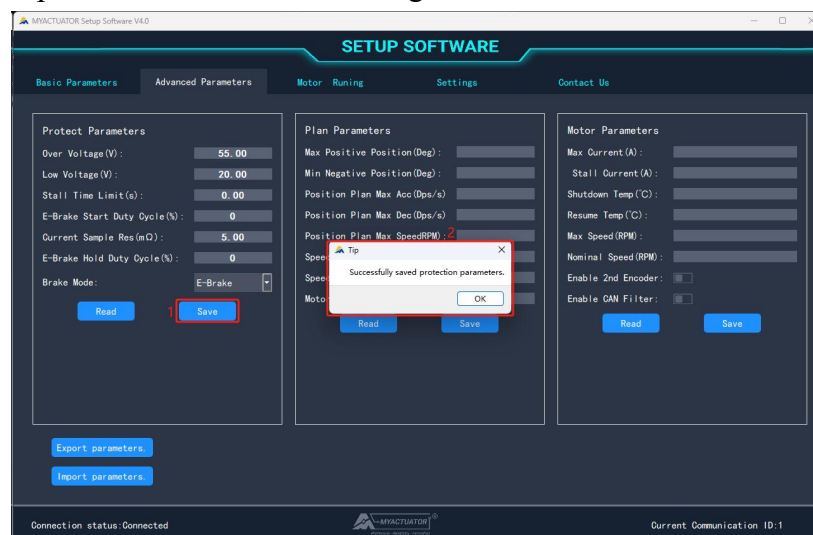 MYACTUATOR Setup Software V4.0
SETUP SOFTWARE
Basic Parameters
Advanced Parameters
Motor Runing
Settings
Contact Us
Protect Parameters
Over Voltage(V): 55.00
Low Voltage(V): 20.00
Stall Time Limit(s): 0.00
E-Brake Start Duty Cycle(%): 0
Current Sample Res(mΩ): 5.00
E-Brake Hold Duty Cycle(%): 0
Brake Mode: E-Brake
Read
1
Save
Plan Parameters
Max Positive Position(Deg):
Min Negative Position(Deg):
Position Plan Max Acc(Dps/s)
Position Plan Max Dec(Dps/s)
Position Plan Max SpeedRPM):
2
Tip
Successfully saved protection parameters.
OK
Read
Save
Motor Parameters
Max Current(A):
Stall Current(A):
Shutdown Temp(℃):
Resume Temp(℃):
Max Speed(RPM):
Nominal Speed(RPM):
Enable 2nd Encoder:
Enable CAN Filter:
Read
Save
Export parameters.
Import parameters.
Connection status:Connected
MYACTUATOR
Current Communication ID:1